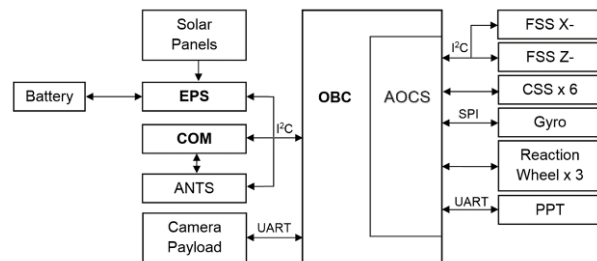 Solar
Panels
Battery
EPS
COM
ANTS
Camera
Payload
I²C
UART
OBC
AOCS
I²C
SPI
UART
FSS X-
FSS Z-
CSS x 6
Gyro
Reaction
Wheel x 3
PPT